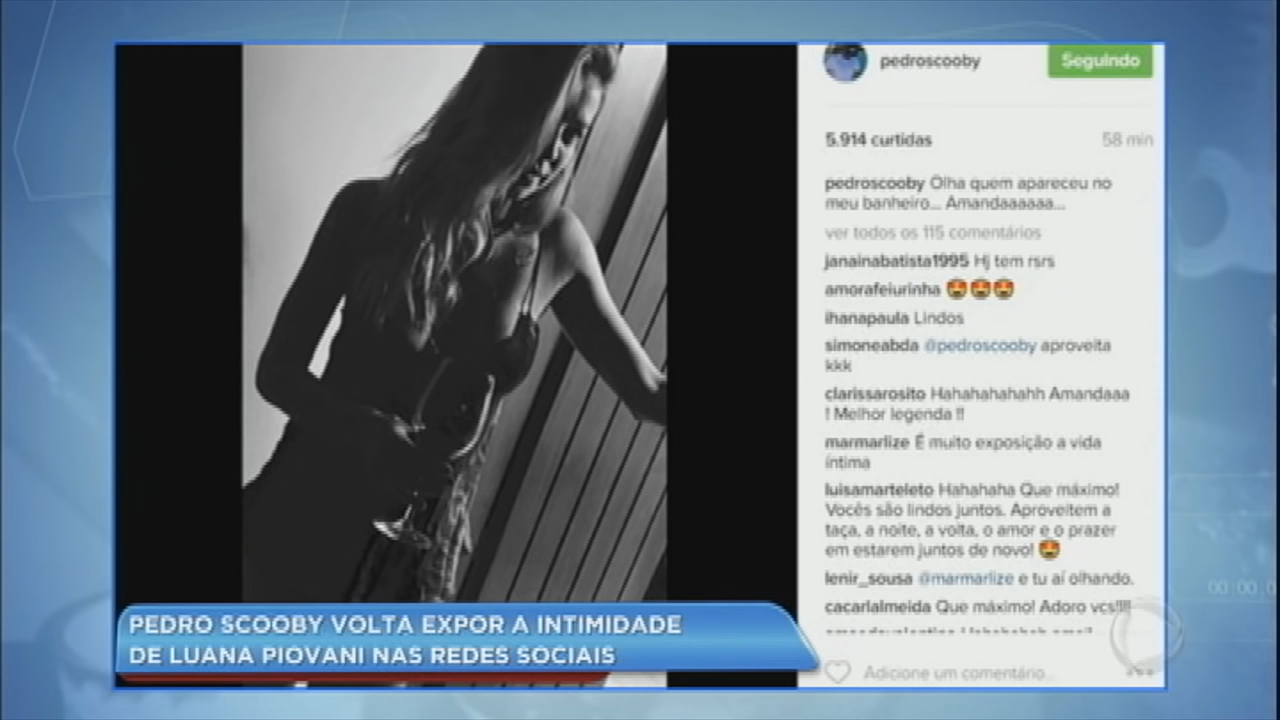 pedroscooby
Seguindo
5.914 curtidas
58 min
pedroscooby Olha quem apareceu no
meu banheiro... Amandaaaaaa...
ver todos os 115 comentários
janainabatista1995 Hj tem rsrs
amorafeiurinha 😍😍😍
ihanapaula Lindos
simoneabda @pedroscooby aproveita
kkk
clarissarosito Hahahahahahh Amandaaa
! Melhor legenda !!
marmarlize É muito exposição a vida
íntima
luisamarteleto Hahahaha Que máximo!
Vocês são lindos juntos. Aproveitem a
taça, a noite, a volta, o amor e o prazer
em estarem juntos de novo! 😍
lenir_sousa @marmarlize e tu aí olhando.
cacarlalmeida Que máximo! Adoro vcs!!!!
Adicione um comentário...
PEDRO SCOOBY VOLTA EXPOR A INTIMIDADE
DE LUANA PIOVANI NAS REDES SOCIAIS